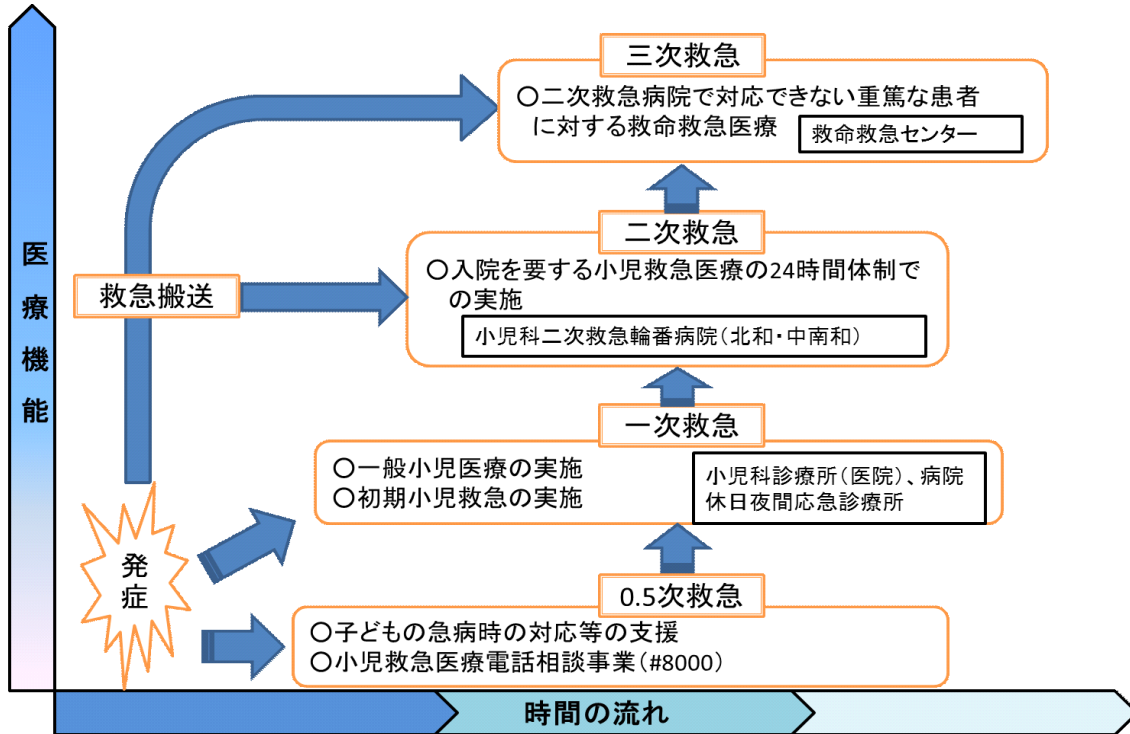 三次救急
○二次救急病院で対応できない重篤な患者
に対する救命救急医療
救命救急センター
二次救急
○入院を要する小児救急医療の24時間体制で
の実施
小児科二次救急輪番病院(北和・中南和)
救急搬送
医療機能
一次救急
○一般小児医療の実施
○初期小児救急の実施
小児科診療所(医院)、病院
休日夜間応急診療所
発症
0.5次救急
○子どもの急病時の対応等の支援
○小児救急医療電話相談事業(#8000)
時間の流れ